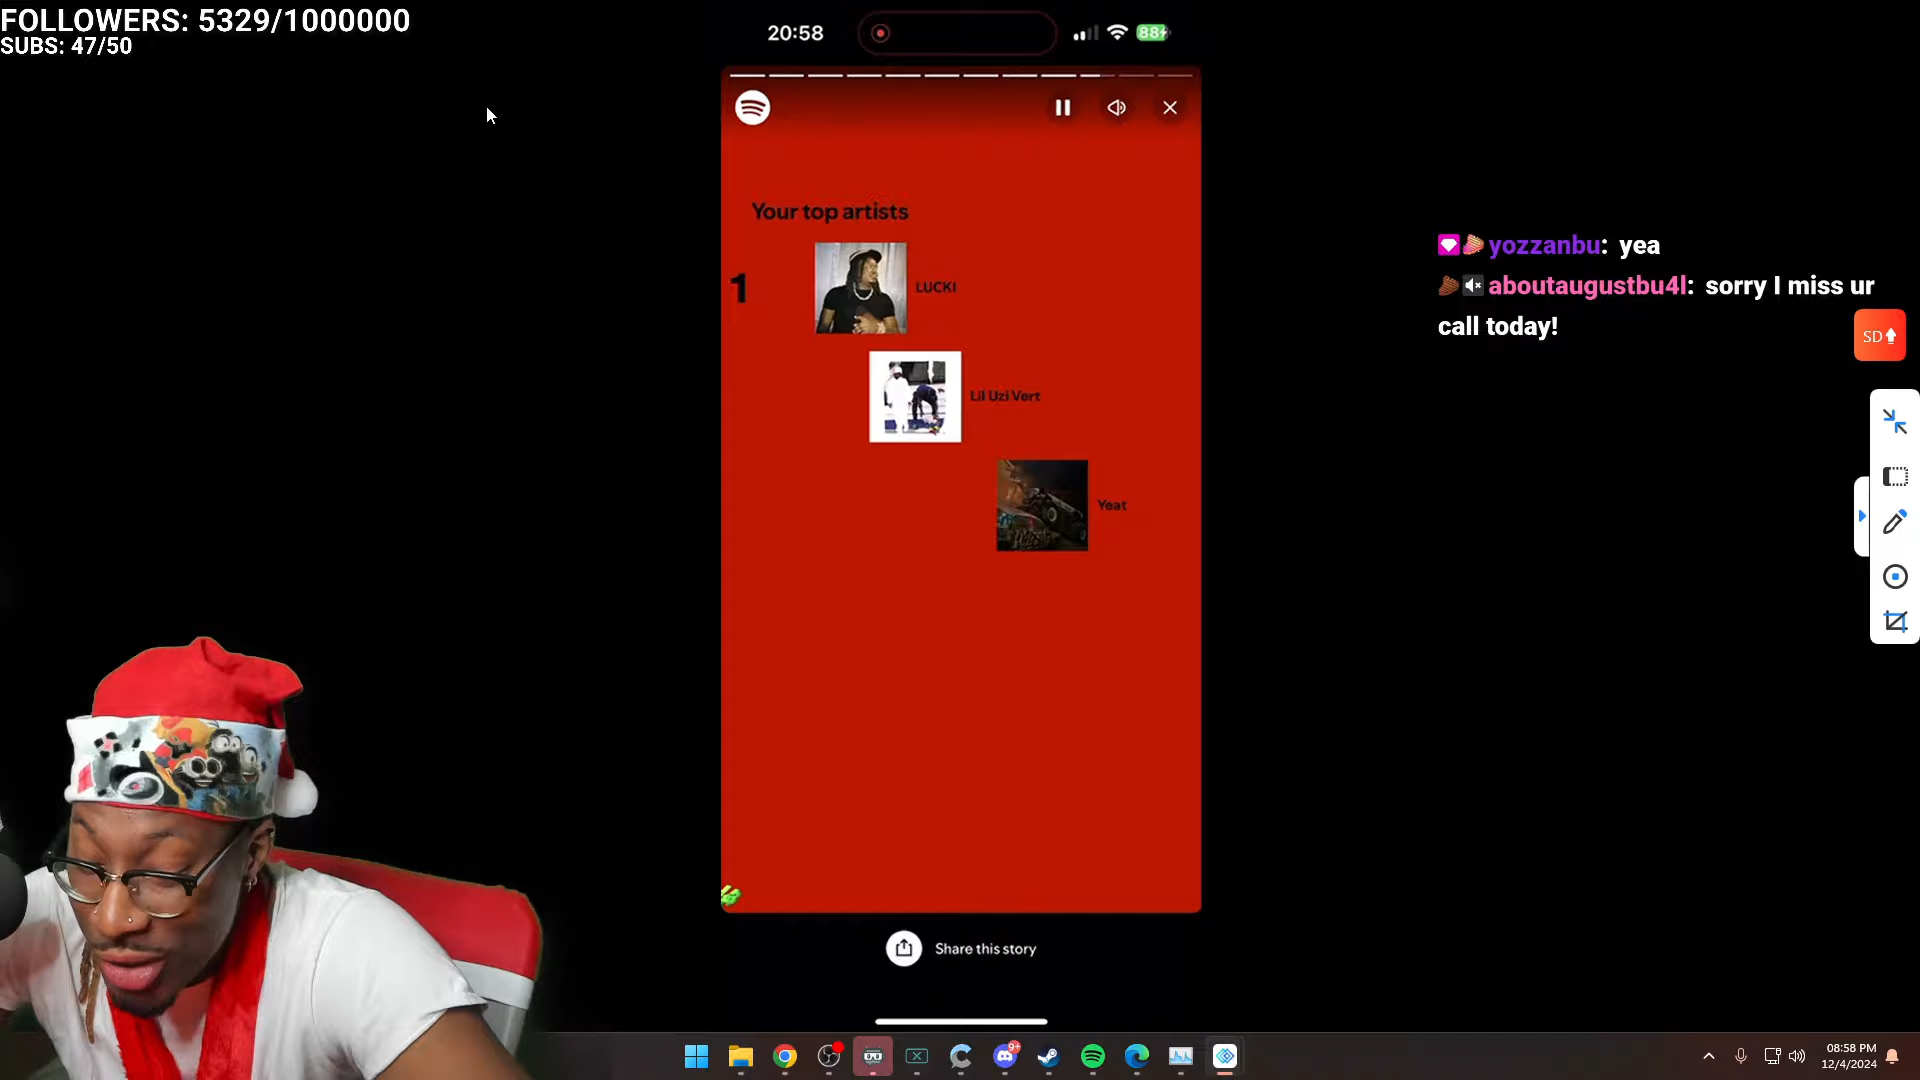 FOLLOWERS: 5329/1000000
SUBS: 47/50
20:58
88
Your top artists
1
LUCKI
Lil Uzi Vert
Yeat
yozzanbu: yea
aboutaugustbu4l: sorry I miss ur
call today!
SD
Share this story
9+
08:58 PM
12/4/2024